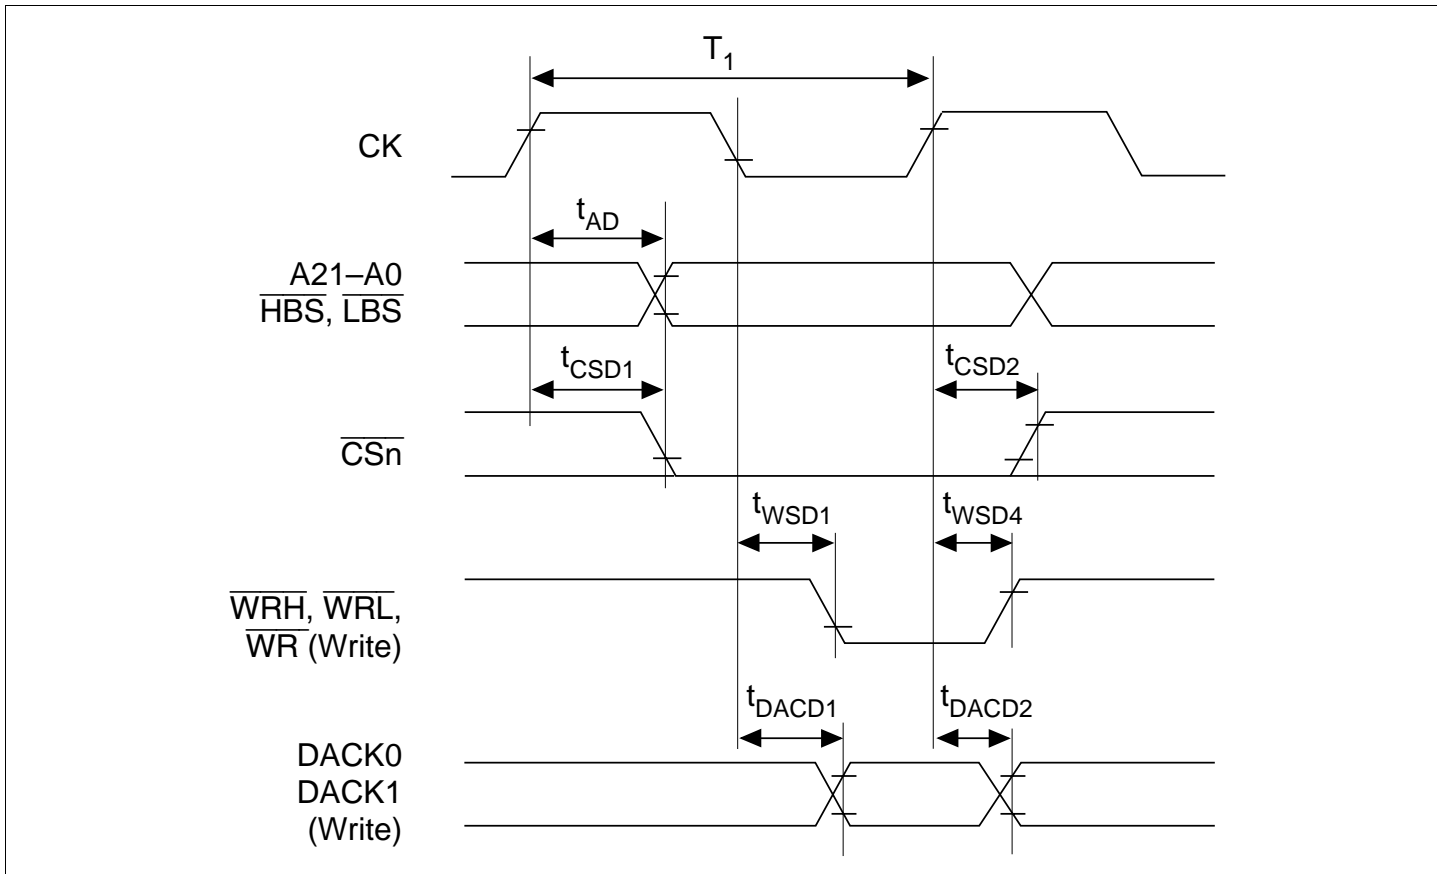 T1
CK
tAD
A21–A0
HBS, LBS
tCSD1
tCSD2
CSn
tWSD1
tWSD4
WRH, WRL,
WR (Write)
tDACD1
tDACD2
DACK0
DACK1
(Write)